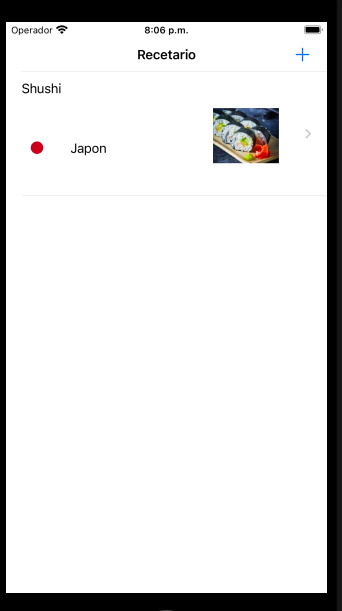 Operador 8:06 p.m.
Recetario +
Shushi
Japon